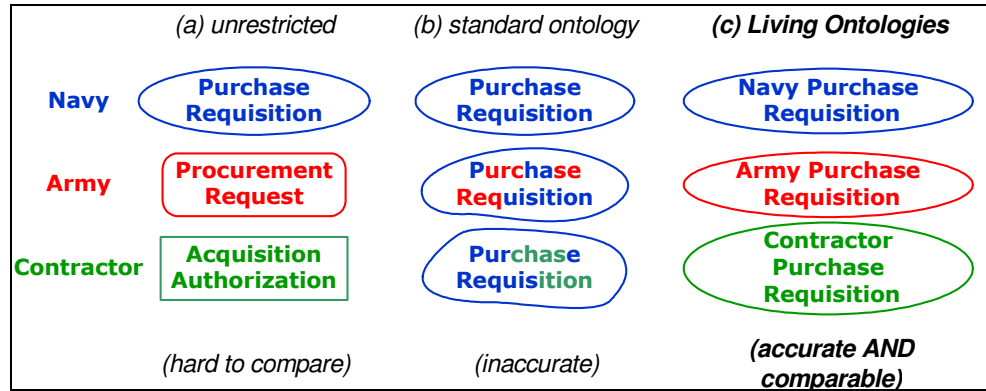 (a) unrestricted
(b) standard ontology
(c) Living Ontologies
Navy
Purchase
Requisition
Purchase
Requisition
Navy Purchase
Requisition
Army
Procurement
Request
Purchase
Requisition
Army Purchase
Requisition
Contractor
Acquisition
Authorization
Purchase
Requisition
Contractor
Purchase
Requisition
(hard to compare)
(inaccurate)
(accurate AND
comparable)